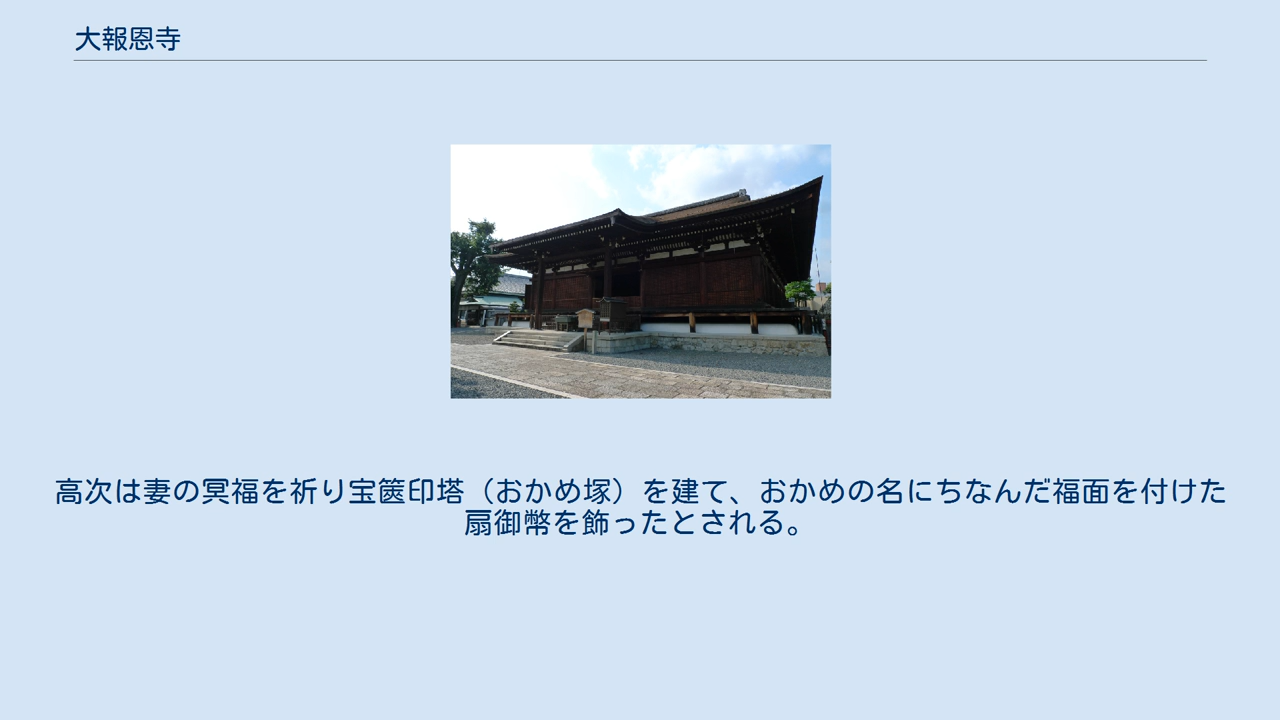 大報恩寺
高次は妻の冥福を祈り宝篋印塔（おかめ塚）を建て、おかめの名にちなんだ福面を付けた
扇御幣を飾ったとされる。